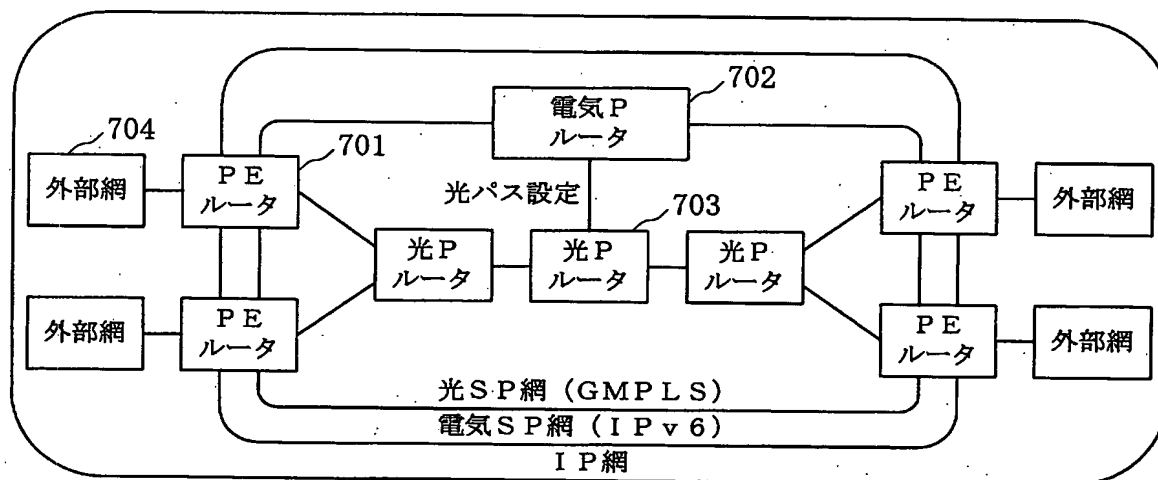 702
電気P
ルータ
704
701
外部網
PE
ルータ
光パス設定
703
PE
ルータ
外部網
光P
ルータ
光P
ルータ
光P
ルータ
外部網
PE
ルータ
PE
ルータ
外部網
光SP網(GMPLS)
電気SP網(IPv6)
IP網